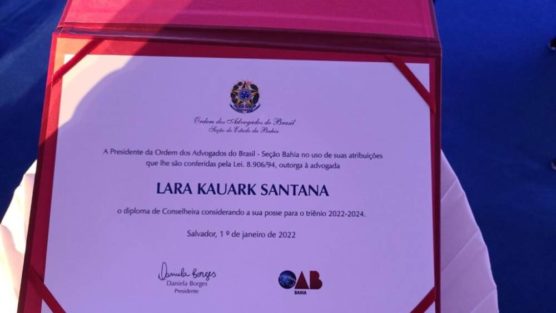 Ordem dos Advogados do Brasil
Seção do Estado da Bahia
A Presidente da Ordem dos Advogados do Brasil - Seção Bahia no uso de suas atribuições
que lhe são conferidas pela Lei. 8.906/94, outorga à advogada
LARA KAUARK SANTANA
o diploma de Conselheira considerando a sua posse para o triênio 2022-2024.
Salvador, 1º de janeiro de 2022
Daniela Borges
Daniela Borges
Presidente
OAB
BAHIA